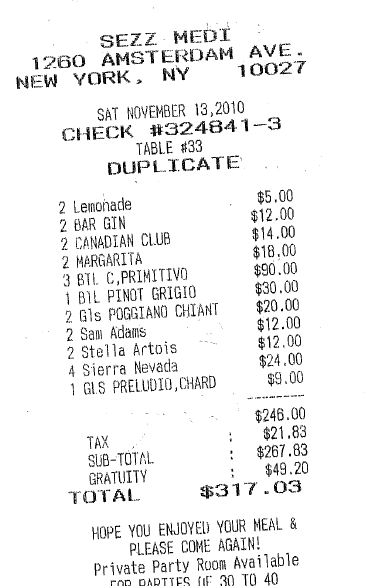 SEZZ MEDI
1260 AMSTERDAM AVE.
NEW YORK, NY 10027
SAT NOVEMBER 13,2010
CHECK #324841-3
TABLE #33
DUPLICATE
2 Lemonade $5.00
2 BAR GIN $12.00
2 CANADIAN CLUB $14.00
2 MARGARITA $18.00
3 BTL C,PRIMITIVO $90.00
1 BTL PINOT GRIGIO $30.00
2 Gls POGGIANO CHIANT $20.00
2 Sam Adams $12.00
2 Stella Artois $12.00
4 Sierra Nevada $24.00
1 GLS PRELUDIO,CHARD $9.00
----------
$246.00
TAX : $21.83
SUB-TOTAL : $267.83
GRATUITY : $49.20
TOTAL $317.03
HOPE YOU ENJOYED YOUR MEAL &
PLEASE COME AGAIN!
Private Party Room Available
FOR PARTIES OF 30 TO 40